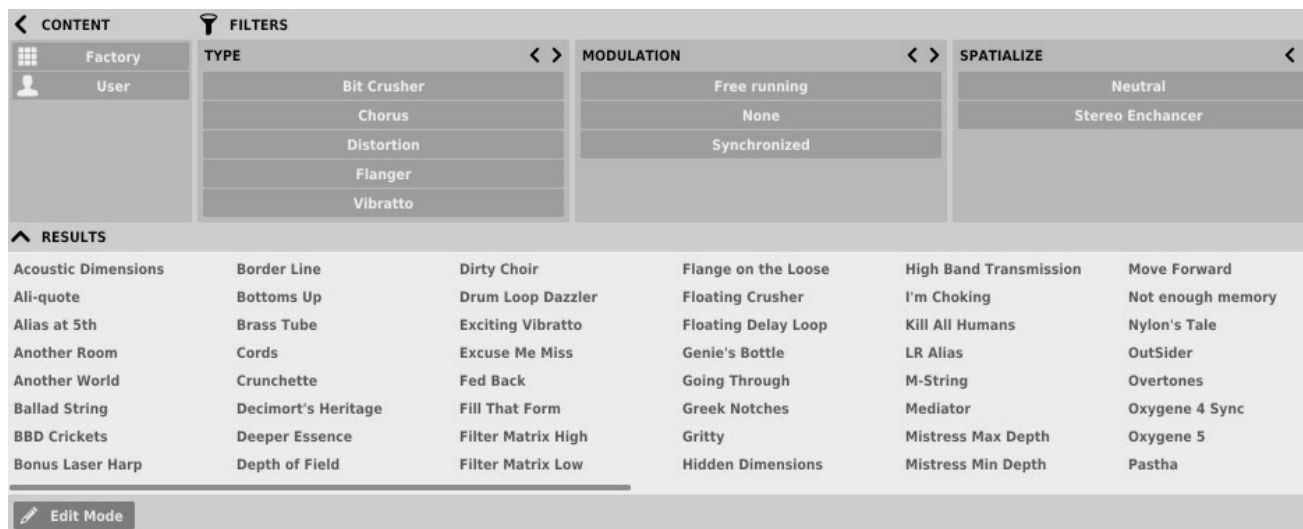 CONTENT
FILTERS
Factory
User
TYPE
Bit Crusher
Chorus
Distortion
Flanger
Vibratto
MODULATION
Free running
None
Synchronized
SPATIALIZE
Neutral
Stereo Enchancer
RESULTS
Acoustic Dimensions
Ali-quote
Alias at 5th
Another Room
Another World
Ballad String
BBD Crickets
Bonus Laser Harp
Border Line
Bottoms Up
Brass Tube
Cords
Crunchette
Decimort's Heritage
Deeper Essence
Depth of Field
Dirty Choir
Drum Loop Dazzler
Exciting Vibratto
Excuse Me Miss
Fed Back
Fill That Form
Filter Matrix High
Filter Matrix Low
Flange on the Loose
Floating Crusher
Floating Delay Loop
Genie's Bottle
Going Through
Greek Notches
Gritty
Hidden Dimensions
High Band Transmission
I'm Choking
Kill All Humans
LR Alias
M-String
Mediator
Mistress Max Depth
Mistress Min Depth
Move Forward
Not enough memory
Nylon's Tale
OutSider
Overtones
Oxygene 4 Sync
Oxygene 5
Pastha
Edit Mode